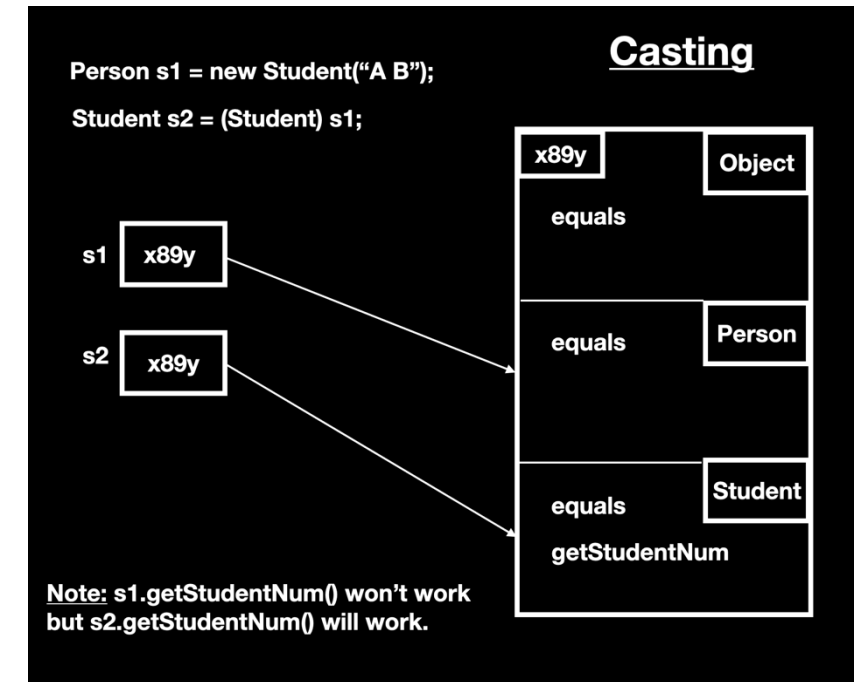 Casting
Person s1 = new Student(“A B”);
Student s2 = (Student) s1;
x89y
Object
equals
s1
x89y
equals
Person
s2
x89y
equals
Student
getStudentNum
Note: s1.getStudentNum() won’t work
but s2.getStudentNum() will work.